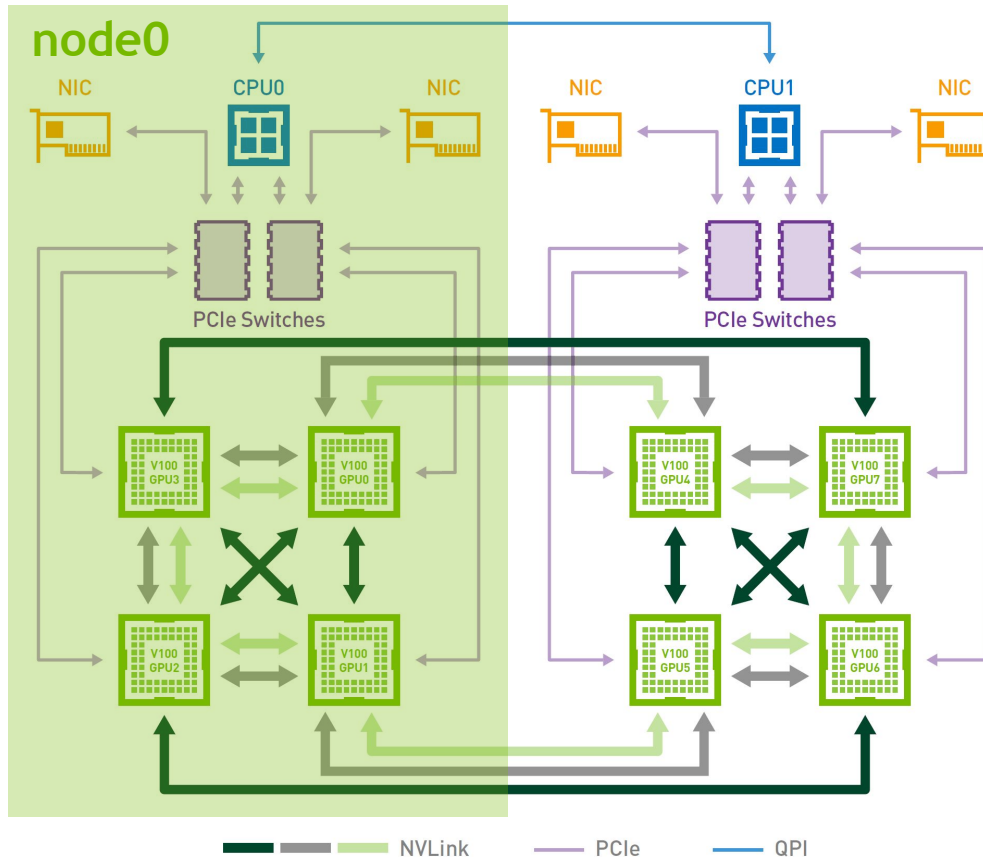 node0
NIC
CPU0
NIC
NIC
CPU1
NIC
PCIe Switches
PCIe Switches
V100
GPU3
V100
GPU0
V100
GPU4
V100
GPU7
V100
GPU2
V100
GPU1
V100
GPU5
V100
GPU6
NVLink
PCIe
QPI